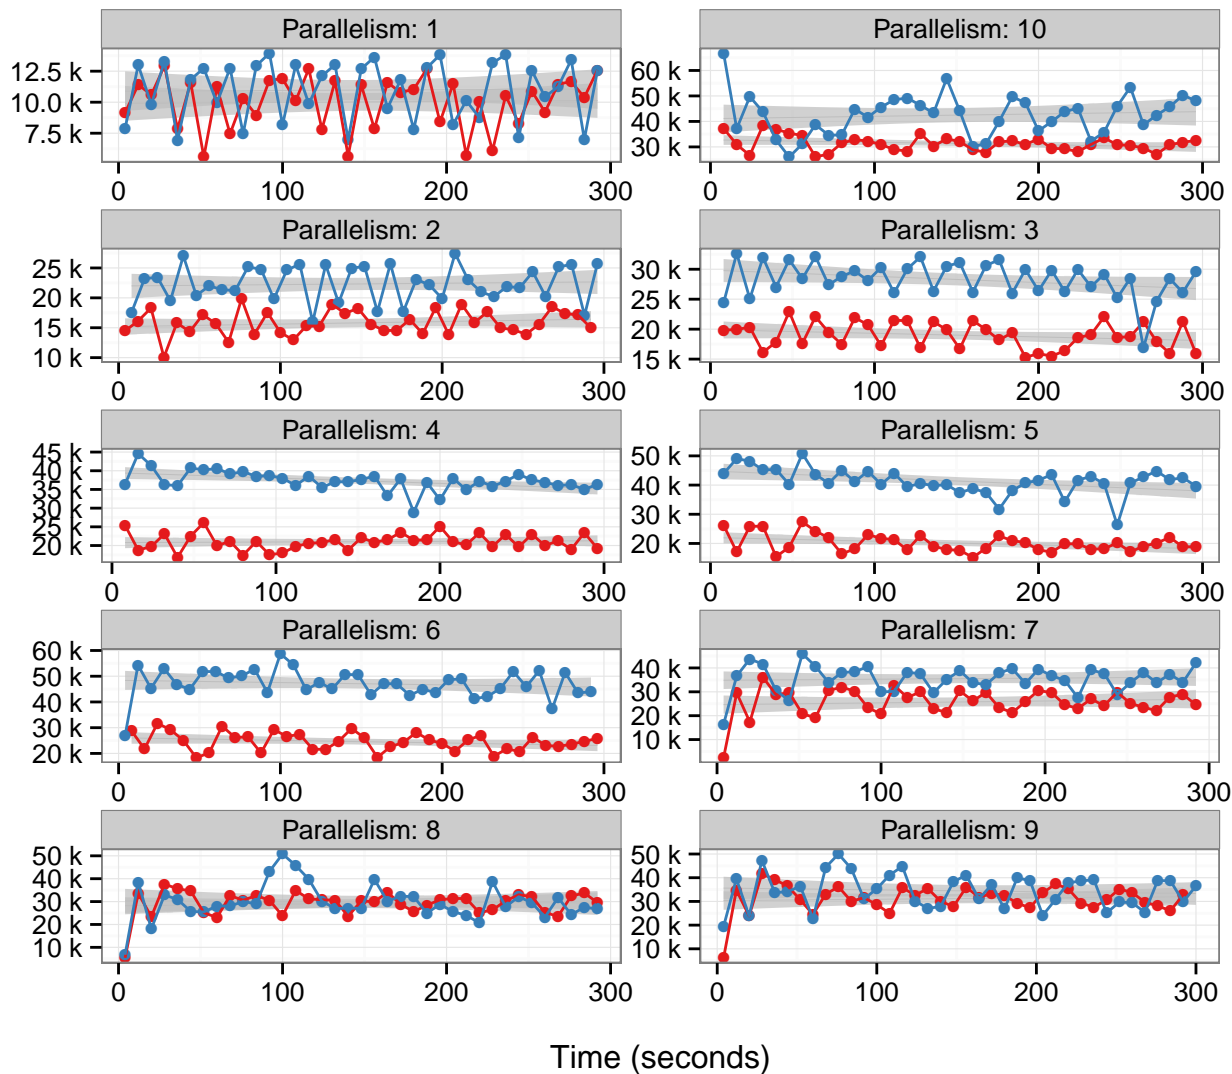 Parallelism: 1
12.5 k
10.0 k
7.5 k
0 100 200 300
Parallelism: 10
60 k
50 k
40 k
30 k
0 100 200 300
Parallelism: 2
25 k
20 k
15 k
10 k
0 100 200 300
Parallelism: 3
30 k
25 k
20 k
15 k
0 100 200 300
Parallelism: 4
45 k
40 k
35 k
30 k
25 k
20 k
0 100 200 300
Parallelism: 5
50 k
40 k
30 k
20 k
0 100 200 300
Parallelism: 6
60 k
50 k
40 k
30 k
20 k
0 100 200 300
Parallelism: 7
40 k
30 k
20 k
10 k
0 100 200 300
Parallelism: 8
50 k
40 k
30 k
20 k
10 k
0 100 200 300
Parallelism: 9
50 k
40 k
30 k
20 k
10 k
0 100 200 300
Time (seconds)